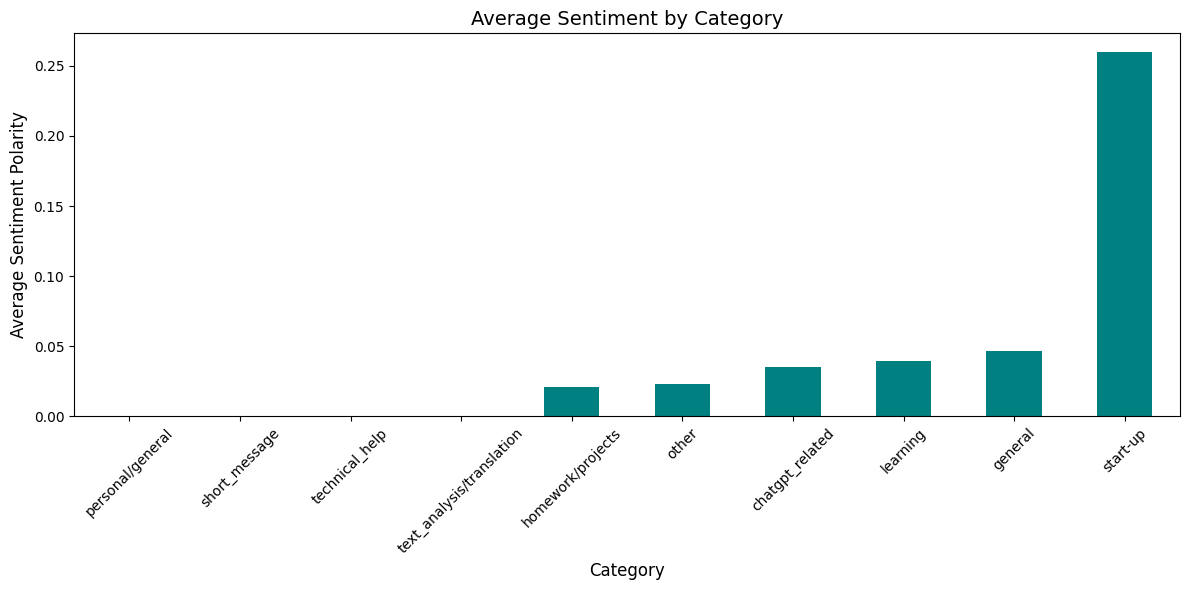 Average Sentiment by Category
Average Sentiment Polarity
0.25
0.20
0.15
0.10
0.05
0.00
personal/general
short_message
technical_help
text_analysis/translation
homework/projects
other
chatgpt_related
learning
general
start-up
Category